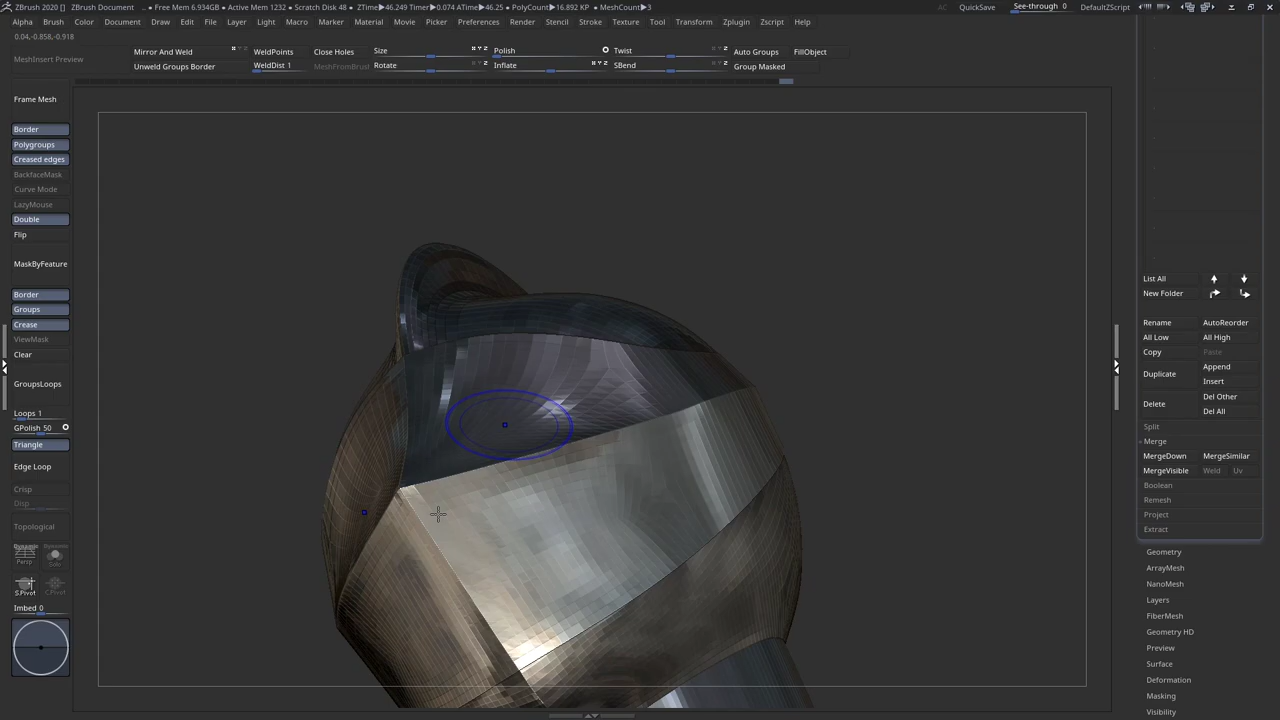 ZBrush 2020 [] ZBrush Document .. • Free Mem 6.934GB • Active Mem 1232 • Scratch Disk 48 • ZTime▶46.249 Timer▶0.074 ATime▶46.25 • PolyCount▶16.892 KP • MeshCount▶3 AC QuickSave See-through 0 DefaultZScript
Alpha Brush Color Document Draw Edit File Layer Light Macro Marker Material Movie Picker Preferences Render Stencil Stroke Texture Tool Transform Zplugin Zscript Help
0.04,-0.858,-0.918
MeshInsert Preview
Mirror And Weld WeldPoints Close Holes Size Polish Twist Auto Groups FillObject
Unweld Groups Border WeldDist 1 MeshFromBrus Rotate Inflate SBend Group Masked
Frame Mesh
Border
Polygroups
Creased edges
BackfaceMask
Curve Mode
LazyMouse
Double
Flip
MaskByFeature
Border
Groups
Crease
ViewMask
Clear
GroupsLoops
Loops 1
GPolish 50
Triangle
Edge Loop
Crisp
Disp
Topological
Dynamic
Persp
Dynamic
Solo
S.Pivot
C.Pivot
Imbed 0
List All
New Folder
Rename AutoReorder
All Low All High
Copy Paste
Duplicate Append
Insert
Delete Del Other
Del All
Split
Merge
MergeDown MergeSimilar
MergeVisible Weld Uv
Boolean
Remesh
Project
Extract
Geometry
ArrayMesh
NanoMesh
Layers
FiberMesh
Geometry HD
Preview
Surface
Deformation
Masking
Visibility